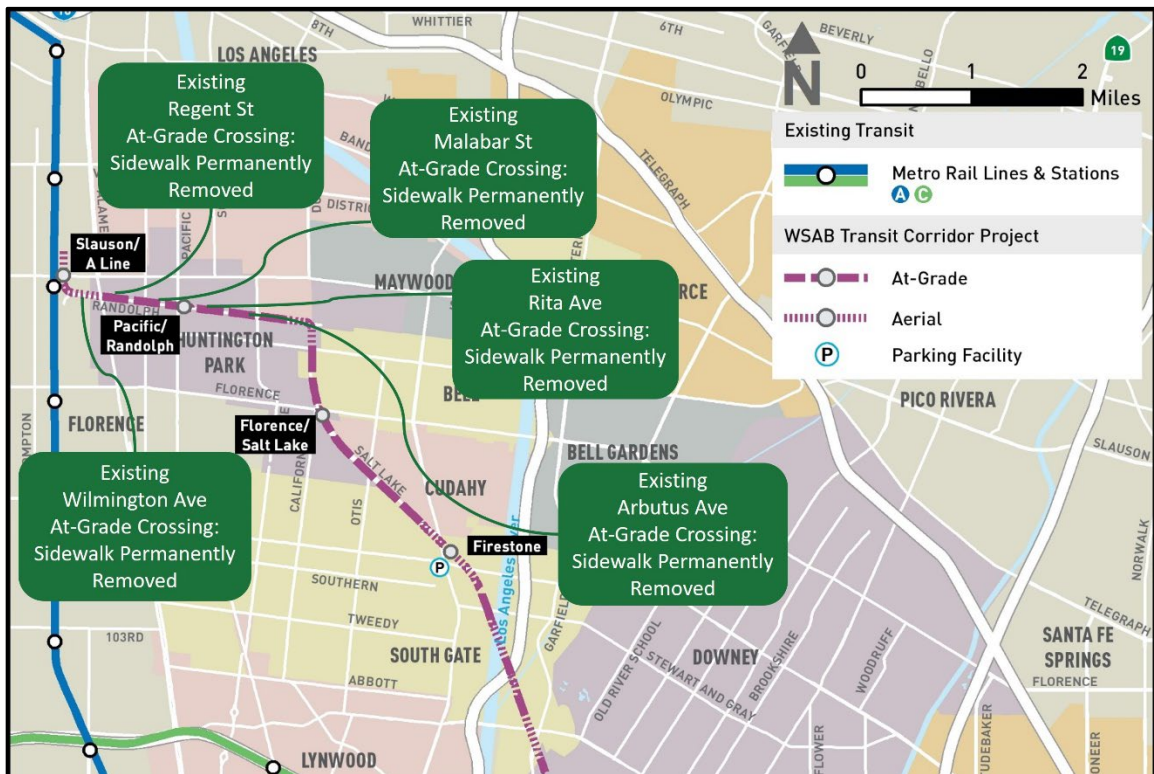 WHITTIER
8TH
6TH
BEVERLY
LOS ANGELES
OLYMPIC
19
N
0 1 2
Miles
Existing Transit
Metro Rail Lines & Stations
A C
WSAB Transit Corridor Project
At-Grade
Aerial
P Parking Facility
Existing
Regent St
At-Grade Crossing:
Sidewalk Permanently
Removed
Existing
Malabar St
At-Grade Crossing:
Sidewalk Permanently
Removed
TELEGRAPH
DISTRICT
PACIFIC
Slauson/
A Line
MAYWOOD
RANDOLPH
Pacific/
Randolph
HUNTINGTON
PARK
Existing
Rita Ave
At-Grade Crossing:
Sidewalk Permanently
Removed
FLORENCE
BELL
PICO RIVERA
FLORENCE
Florence/
Salt Lake
SLAUSON
BELL GARDENS
SALT LAKE
OTIS
CUDAHY
Existing
Wilmington Ave
At-Grade Crossing:
Sidewalk Permanently
Removed
Existing
Arbutus Ave
At-Grade Crossing:
Sidewalk Permanently
Removed
Firestone
P
Los Angeles River
NORWALK
SOUTHERN
TWEEDY
103RD
SOUTH GATE
ABBOTT
LYNWOOD
OLD RIVER SCHOOL
STEWART AND GRAY
DOWNEY
BROOKSHIRE
WOODRUFF
TELEGRAPH
SANTA FE
SPRINGS
FLORENCE
FLOWER